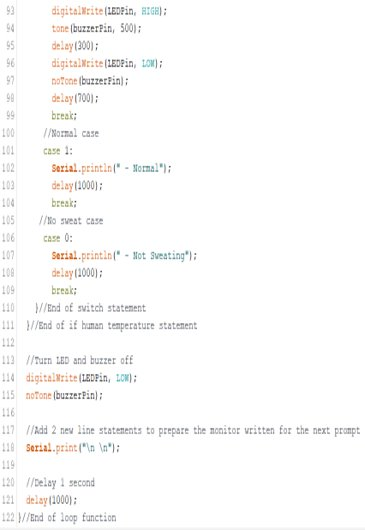 93 digitalWrite(LEDPin, HIGH);
94 tone(buzzerPin, 500);
95 delay(300);
96 digitalWrite(LEDPin, LOW);
97 noTone(buzzerPin);
98 delay(700);
99 break;
100 //Normal case
101 case 1:
102 Serial.println(" - Normal");
103 delay(1000);
104 break;
105 //No sweat case
106 case 0:
107 Serial.println(" - Not Sweating");
108 delay(1000);
109 break;
110 }//End of switch statement
111 }//End of if human temperature statement
112
113 //Turn LED and buzzer off
114 digitalWrite(LEDPin, LOW);
115 noTone(buzzerPin);
116
117 //Add 2 new line statements to prepare the monitor written for the next prompt
118 Serial.print("\n \n");
119
120 //Delay 1 second
121 delay(1000);
122 }//End of loop function